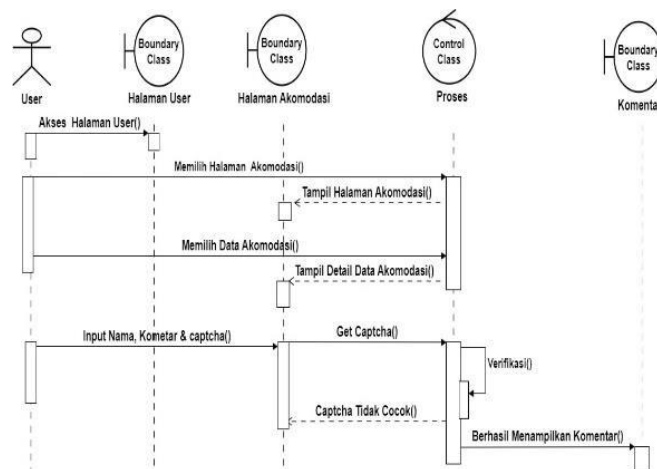 Boundary
Class
Boundary
Class
Control
Class
Boundary
Class
User
Halaman User
Halaman Akomodasi
Proses
Komenta
Akses Halaman User()
Memilih Halaman Akomodasi()
Tampil Halaman Akomodasi()
Memilih Data Akomodasi()
Tampil Detail Data Akomodasi()
Input Nama, Kometar & captcha()
Get Captcha()
Verifikasi()
Captcha Tidak Cocok()
Berhasil Menampilkan Komentar()